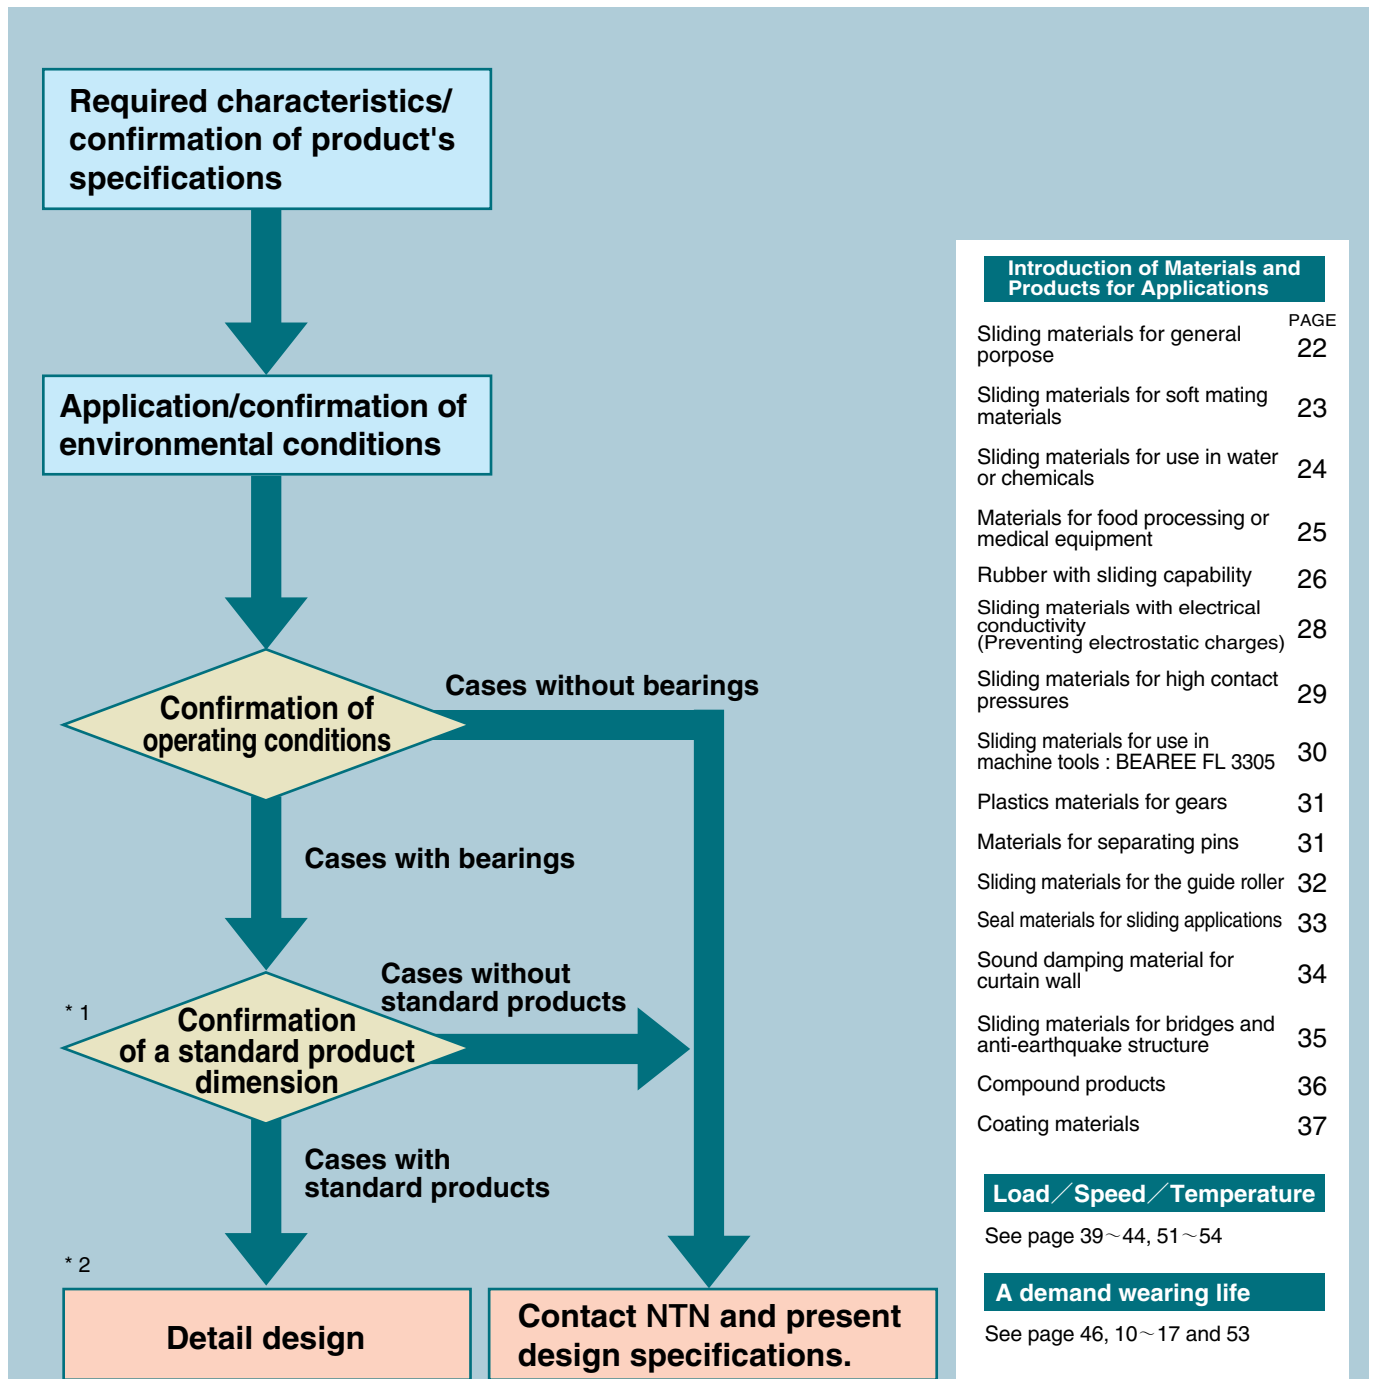 Required characteristics/
confirmation of product's
specifications
Application/confirmation of
environmental conditions
Confirmation of
operating conditions
Cases without bearings
Cases with bearings
* 1
Confirmation
of a standard product
dimension
Cases without
standard products
Cases with
standard products
* 2
Detail design
Contact NTN and present
design specifications.
Introduction of Materials and
Products for Applications
PAGE
Sliding materials for general
porpose 22
Sliding materials for soft mating
materials 23
Sliding materials for use in water
or chemicals 24
Materials for food processing or
medical equipment 25
Rubber with sliding capability 26
Sliding materials with electrical
conductivity
(Preventing electrostatic charges) 28
Sliding materials for high contact
pressures 29
Sliding materials for use in
machine tools : BEAREE FL 3305 30
Plastics materials for gears 31
Materials for separating pins 31
Sliding materials for the guide roller 32
Seal materials for sliding applications 33
Sound damping material for
curtain wall 34
Sliding materials for bridges and
anti-earthquake structure 35
Compound products 36
Coating materials 37
Load／Speed／Temperature
See page 39～44, 51～54
A demand wearing life
See page 46, 10～17 and 53